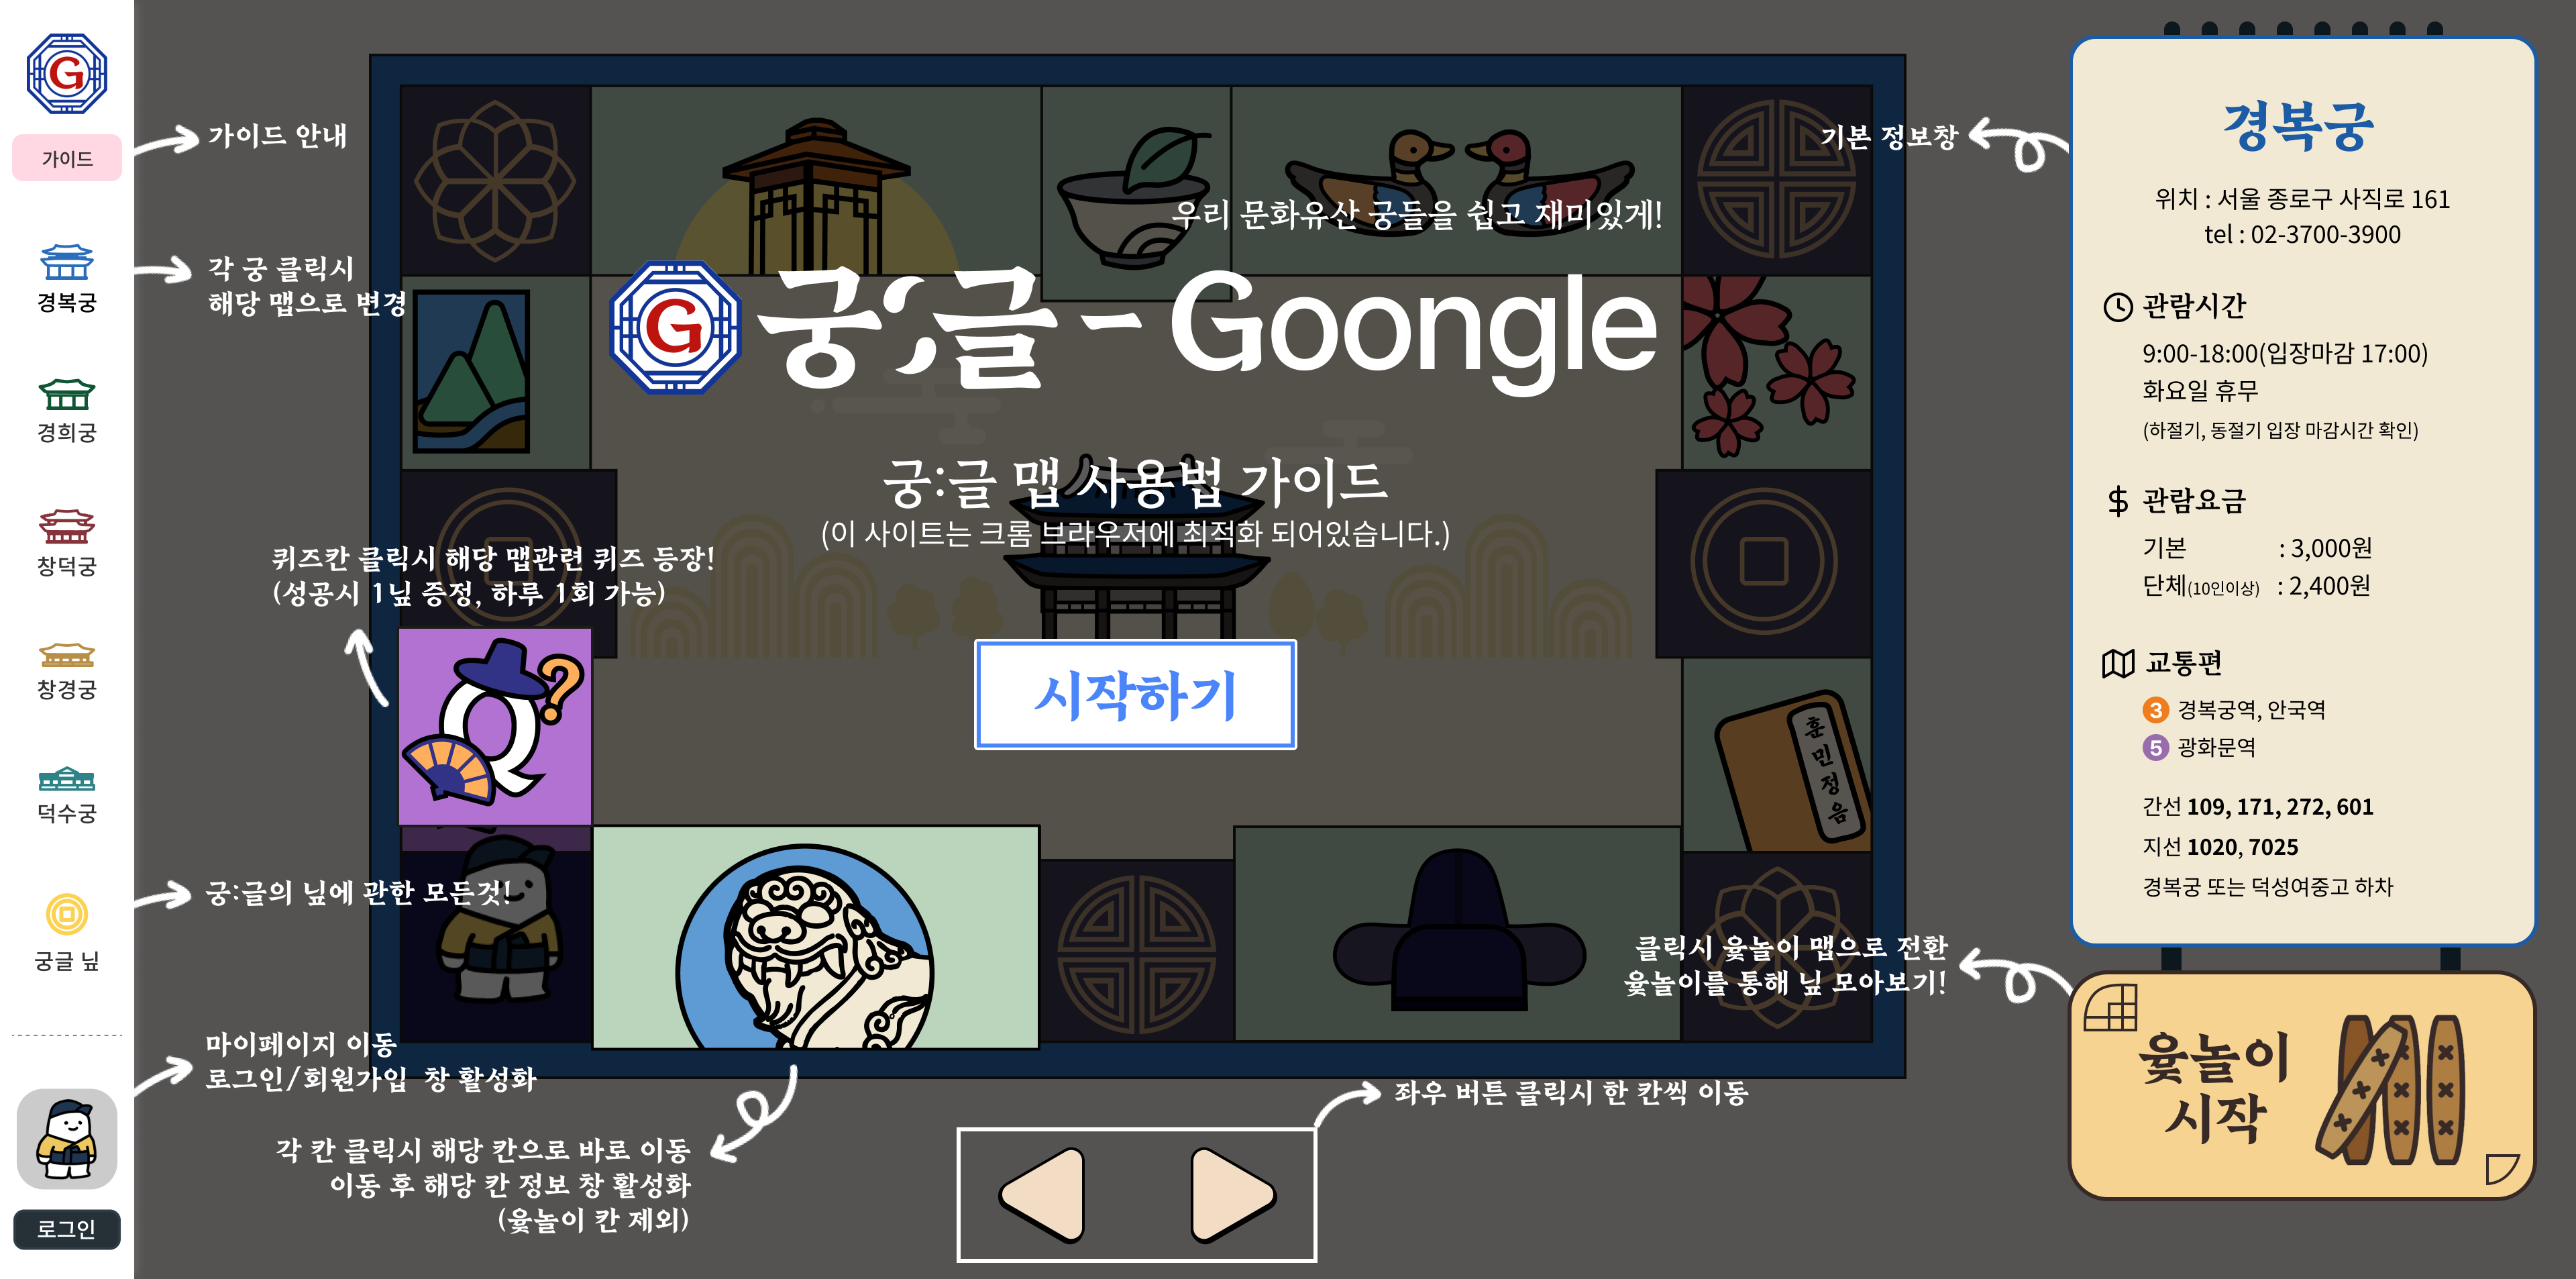 G
가이드
경복궁
경희궁
창덕궁
창경궁
덕수궁
궁글 닢
로그인
가이드 안내
각 궁 클릭시
해당 맵으로 변경
퀴즈칸 클릭시 해당 맵관련 퀴즈 등장!
(성공시 1닢 증정, 하루 1회 가능)
Q?
궁:글의 닢에 관한 모든것!
마이페이지 이동
로그인/회원가입 창 활성화
각 칸 클릭시 해당 칸으로 바로 이동
이동 후 해당 칸 정보 창 활성화
(윷놀이 칸 제외)
우리 문화유산 궁들을 쉽고 재미있게!
G 궁:글 - Goongle
궁:글 맵 사용법 가이드
(이 사이트는 크롬 브라우저에 최적화 되어있습니다.)
시작하기
훈민정음
좌우 버튼 클릭시 한 칸씩 이동
기본 정보창
클릭시 윷놀이 맵으로 전환
윷놀이를 통해 닢 모아보기!
경복궁
위치 : 서울 종로구 사직로 161
tel : 02-3700-3900
관람시간
9:00-18:00(입장마감 17:00)
화요일 휴무
(하절기, 동절기 입장 마감시간 확인)
$ 관람요금
기본 : 3,000원
단체(10인이상) : 2,400원
교통편
3 경복궁역, 안국역
5 광화문역
간선 109, 171, 272, 601
지선 1020, 7025
경복궁 또는 덕성여중고 하차
윷놀이
시작